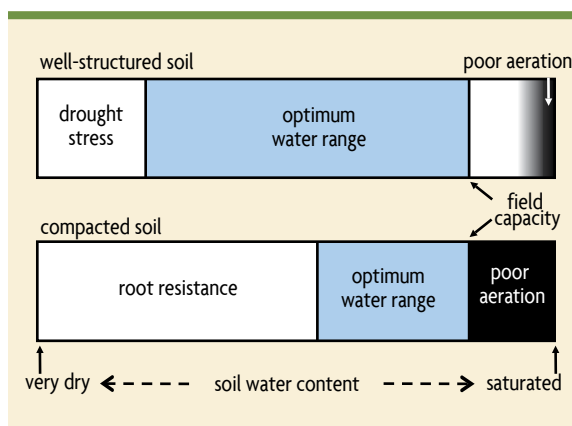 well-structured soil
poor aeration
drought
stress
optimum
water range
field
capacity
compacted soil
root resistance
optimum
water range
poor
aeration
very dry
soil water content
saturated